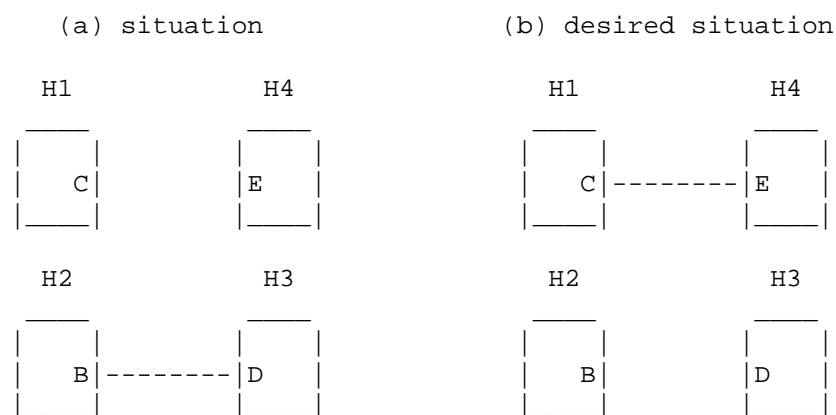 (a) situation (b) desired situation
H1 H4 H1 H4
C E C|--------|E
H2 H3 H2 H3
B|--------|D B D